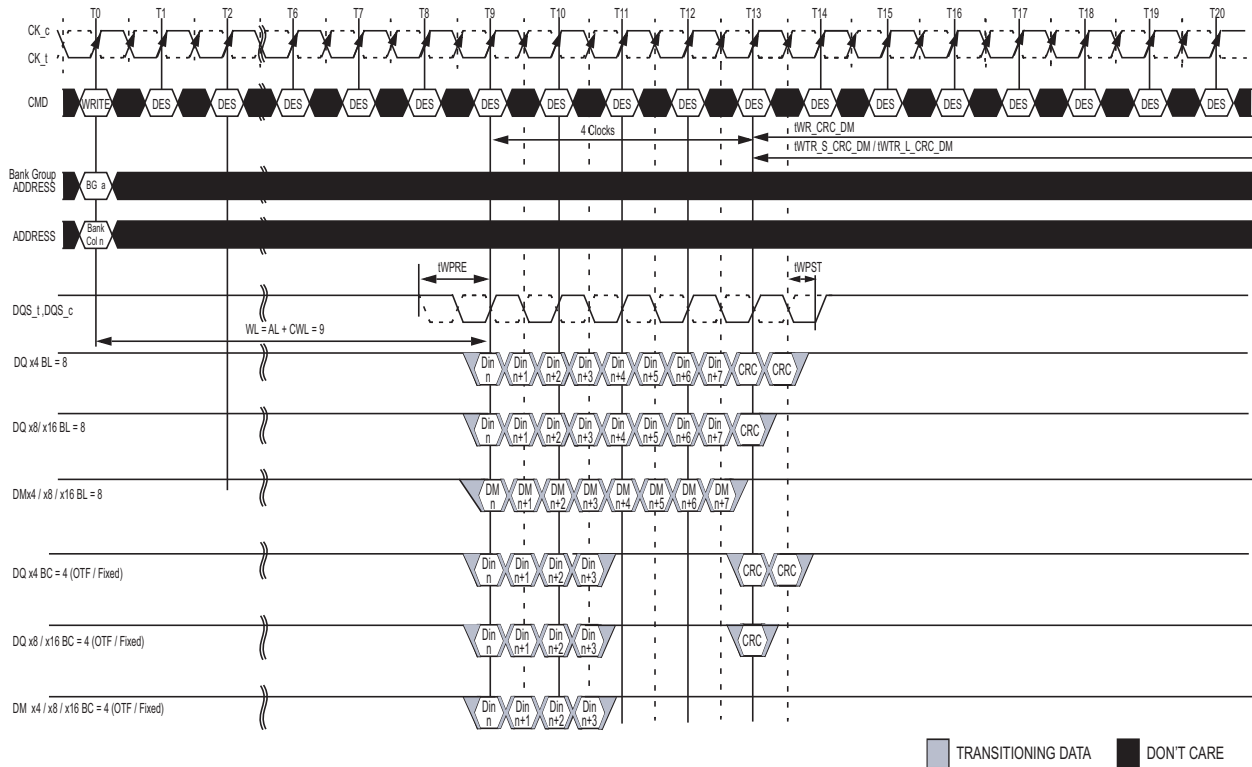 T0 T1 T2 T6 T7 T8 T9 T10 T11 T12 T13 T14 T15 T16 T17 T18 T19 T20
CK_c
CK_t
CMD WRITE DES DES DES DES DES DES DES DES DES DES DES DES DES DES DES DES DES
4 Clocks tWR_CRC_DM
tWTR_S_CRC_DM / tWTR_L_CRC_DM
Bank Group
ADDRESS BG a
ADDRESS Bank
Col n
tWPRE tWPST
DQS_t ,DQS_c
WL = AL + CWL = 9
DQ x4 BL = 8 Din n Din n+1 Din n+2 Din n+3 Din n+4 Din n+5 Din n+6 Din n+7 CRC CRC
DQ x8/ x16 BL = 8 Din n Din n+1 Din n+2 Din n+3 Din n+4 Din n+5 Din n+6 Din n+7 CRC
DMx4 / x8 / x16 BL = 8 DM n DM n+1 DM n+2 DM n+3 DM n+4 DM n+5 DM n+6 DM n+7
DQ x4 BC = 4 (OTF / Fixed) Din n Din n+1 Din n+2 Din n+3 CRC CRC
DQ x8 / x16 BC = 4 (OTF / Fixed) Din n Din n+1 Din n+2 Din n+3 CRC
DM x4 / x8 / x16 BC = 4 (OTF / Fixed) Din n Din n+1 Din n+2 Din n+3
TRANSITIONING DATA DON'T CARE